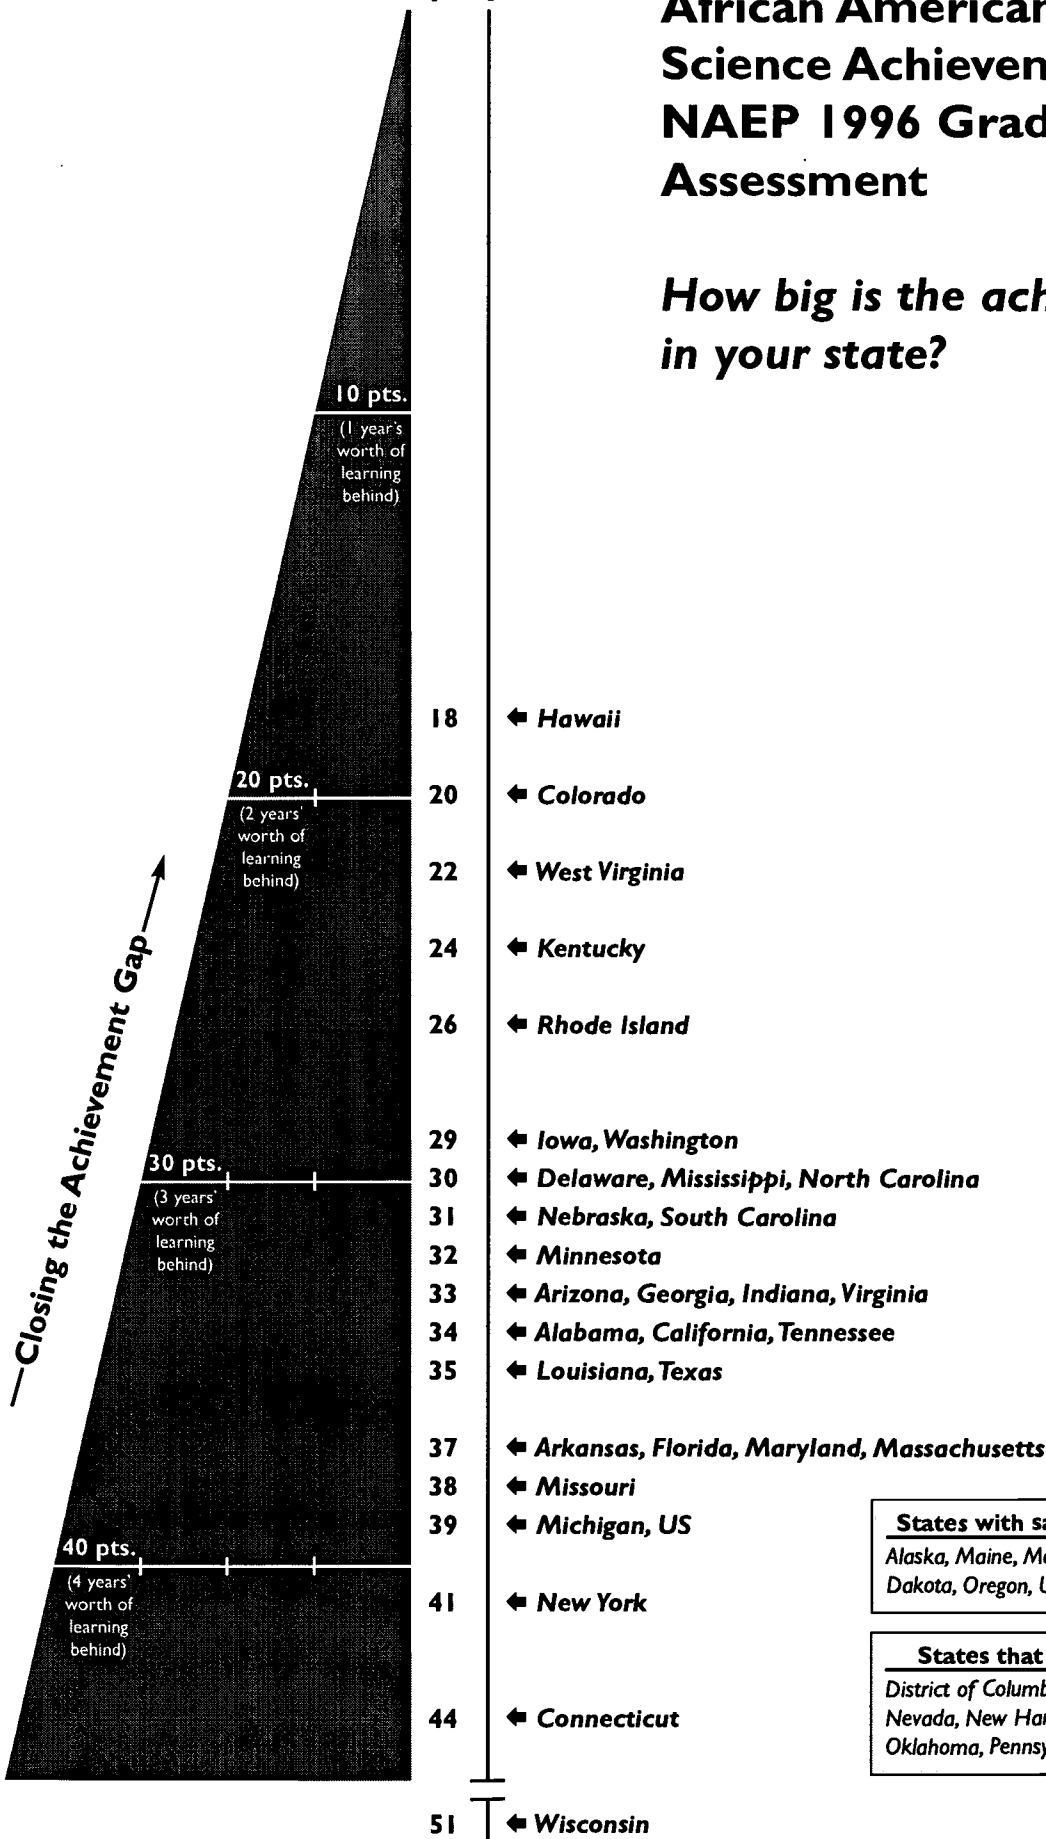 African American
Science Achievem
NAEP 1996 Grad
Assessment
How big is the ach
in your state?
10 pts.
(1 year's
worth of
learning
behind)
18 Hawaii
20 pts.
(2 years'
worth of
learning
behind)
20 Colorado
22 West Virginia
24 Kentucky
26 Rhode Island
Closing the Achievement Gap
29 Iowa, Washington
30 pts.
(3 years'
worth of
learning
behind)
30 Delaware, Mississippi, North Carolina
31 Nebraska, South Carolina
32 Minnesota
33 Arizona, Georgia, Indiana, Virginia
34 Alabama, California, Tennessee
35 Louisiana, Texas
37 Arkansas, Florida, Maryland, Massachusetts
38 Missouri
39 Michigan, US
40 pts.
(4 years'
worth of
learning
behind)
41 New York
44 Connecticut
51 Wisconsin
States with sa
Alaska, Maine, Mo
Dakota, Oregon, U
States that
District of Columb
Nevada, New Har
Oklahoma, Pennsy